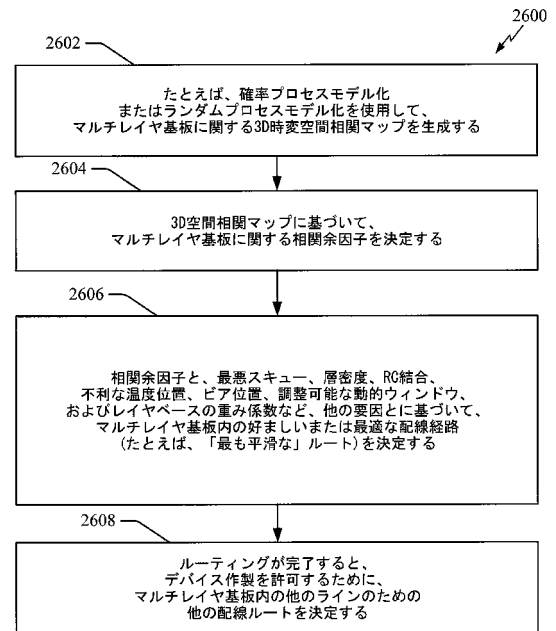 2600
2602
たとえば、確率プロセスモデル化
またはランダムプロセスモデル化を使用して、
マルチレイヤ基板に関する3D時変空間相関マップを生成する
2604
3D空間相関マップに基づいて、
マルチレイヤ基板に関する相関余因子を決定する
2606
相関余因子と、最悪スキュー、層密度、RC結合、
不利な温度位置、ビア位置、調整可能な動的ウィンドウ、
およびレイヤベースの重み係数など、他の要因とに基づいて、
マルチレイヤ基板内の好ましいまたは最適な配線経路
(たとえば、「最も平滑な」ルート)を決定する
2608
ルーティングが完了すると、
デバイス作製を許可するために、
マルチレイヤ基板内の他のラインのための
他の配線ルートを決定する